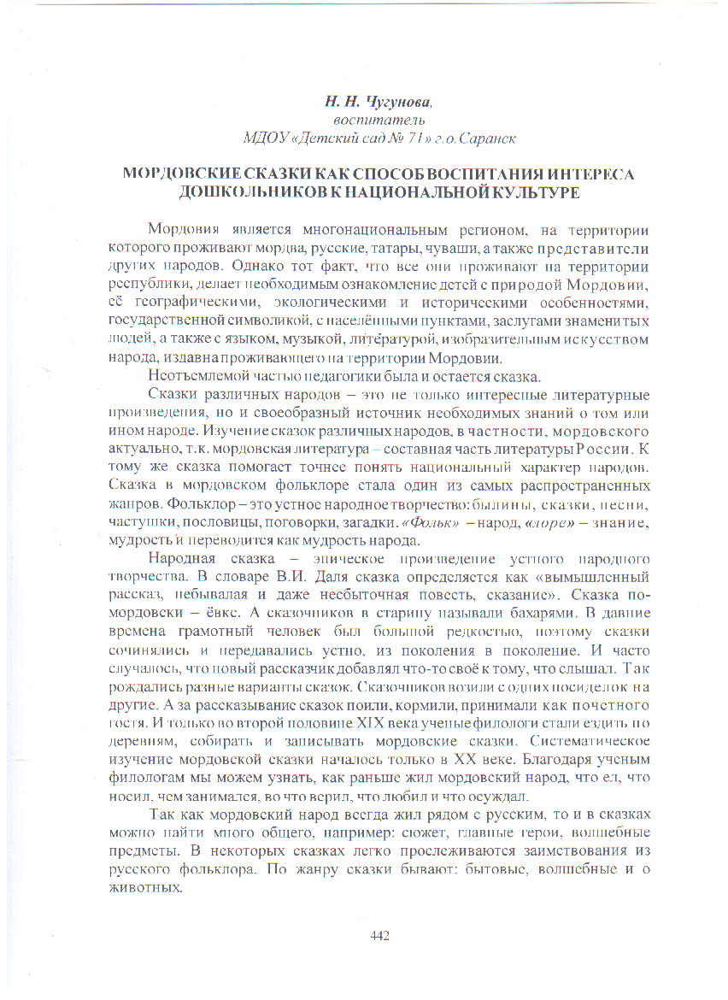 Н. Н. Чугунова,
воспитатель
МДОУ «Детский сад № 71» г.о. Саранск
МОРДОВСКИЕ СКАЗКИ КАК СПОСОБ ВОСПИТАНИЯ ИНТЕРЕСА
ДОШКОЛЬНИКОВ К НАЦИОНАЛЬНОЙ КУЛЬТУРЕ
Мордовия является многонациональным регионом, на территории
которого проживают мордва, русские, татары, чуваши, а также представители
других народов. Однако тот факт, что все они проживают на территории
республики, делает необходимым ознакомление детей с природой Мордовии,
её географическими, экологическими и историческими особенностями,
государственной символикой, с населёнными пунктами, заслугами знаменитых
людей, а также с языком, музыкой, литературой, изобразительным искусством
народа, издавна проживающего на территории Мордовии.
Неотъемлемой частью педагогики была и остается сказка.
Сказки различных народов – это не только интересные литературные
произведения, но и своеобразный источник необходимых знаний о том или
ином народе. Изучение сказок различных народов, в частности, мордовского
актуально, т.к. мордовская литература – составная часть литературы России. К
тому же сказка помогает точнее понять национальный характер народов.
Сказка в мордовском фольклоре стала один из самых распространенных
жанров. Фольклор – это устное народное творчество: былины, сказки, песни,
частушки, пословицы, поговорки, загадки. «Фольк» – народ, «лоре» – знание,
мудрость и переводится как мудрость народа.
Народная сказка – эпическое произведение устного народного
творчества. В словаре В.И. Даля сказка определяется как «вымышленный
рассказ, небывалая и даже несбыточная повесть, сказание». Сказка по-
мордовски – ёвкс. А сказочников в старину называли бахарями. В давние
времена грамотный человек был большой редкостью, поэтому сказки
сочинялись и передавались устно, из поколения в поколение. И часто
случалось, что новый рассказчик добавлял что-то своё к тому, что слышал. Так
рождались разные варианты сказок. Сказочников возили с одних посиделок на
другие. А за рассказывание сказок поили, кормили, принимали как почетного
гостя. И только во второй половине XIX века ученые филологи стали ездить по
деревням, собирать и записывать мордовские сказки. Систематическое
изучение мордовской сказки началось только в XX веке. Благодаря ученым
филологам мы можем узнать, как раньше жил мордовский народ, что ел, что
носил, чем занимался, во что верил, что любил и что осуждал.
Так как мордовский народ всегда жил рядом с русским, то и в сказках
можно найти много общего, например: сюжет, главные герои, волшебные
предметы. В некоторых сказках легко прослеживаются заимствования из
русского фольклора. По жанру сказки бывают: бытовые, волшебные и о
животных.
442